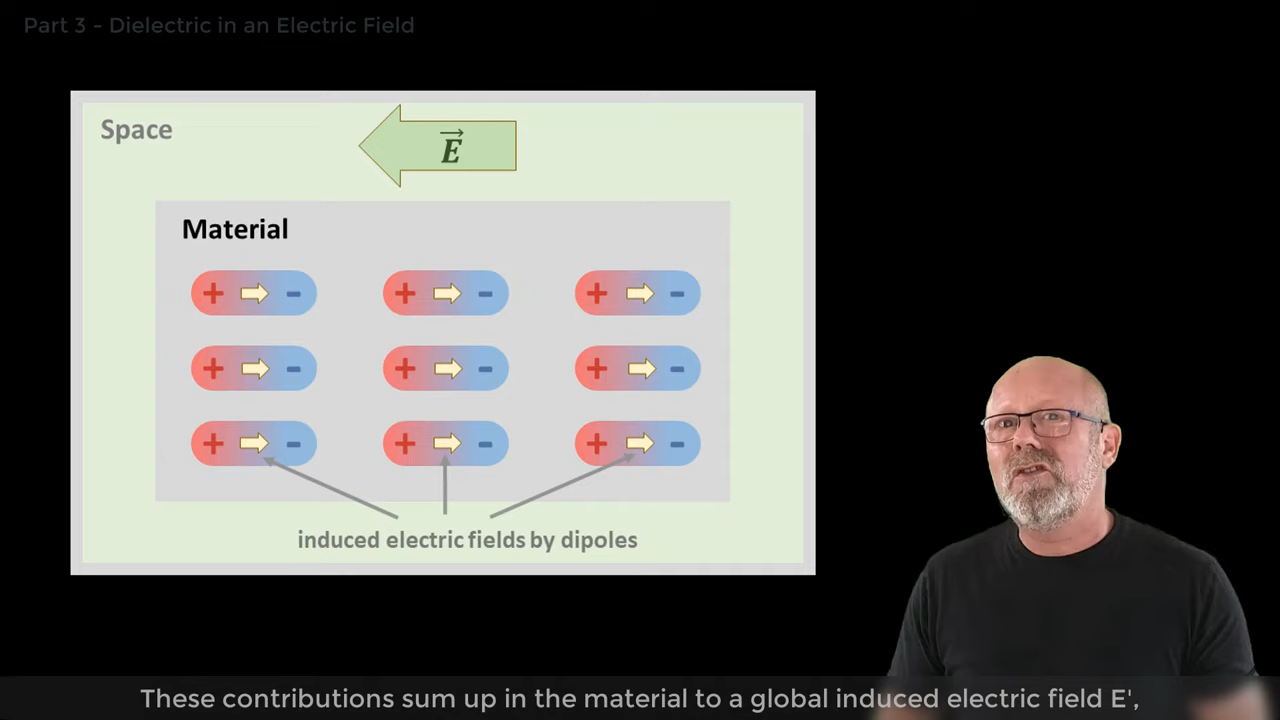 Part 3 - Dielectric in an Electric Field
Space
E
Material
+ - + - + -
+ - + - + -
+ - + - + -
induced electric fields by dipoles
These contributions sum up in the material to a global induced electric field E',